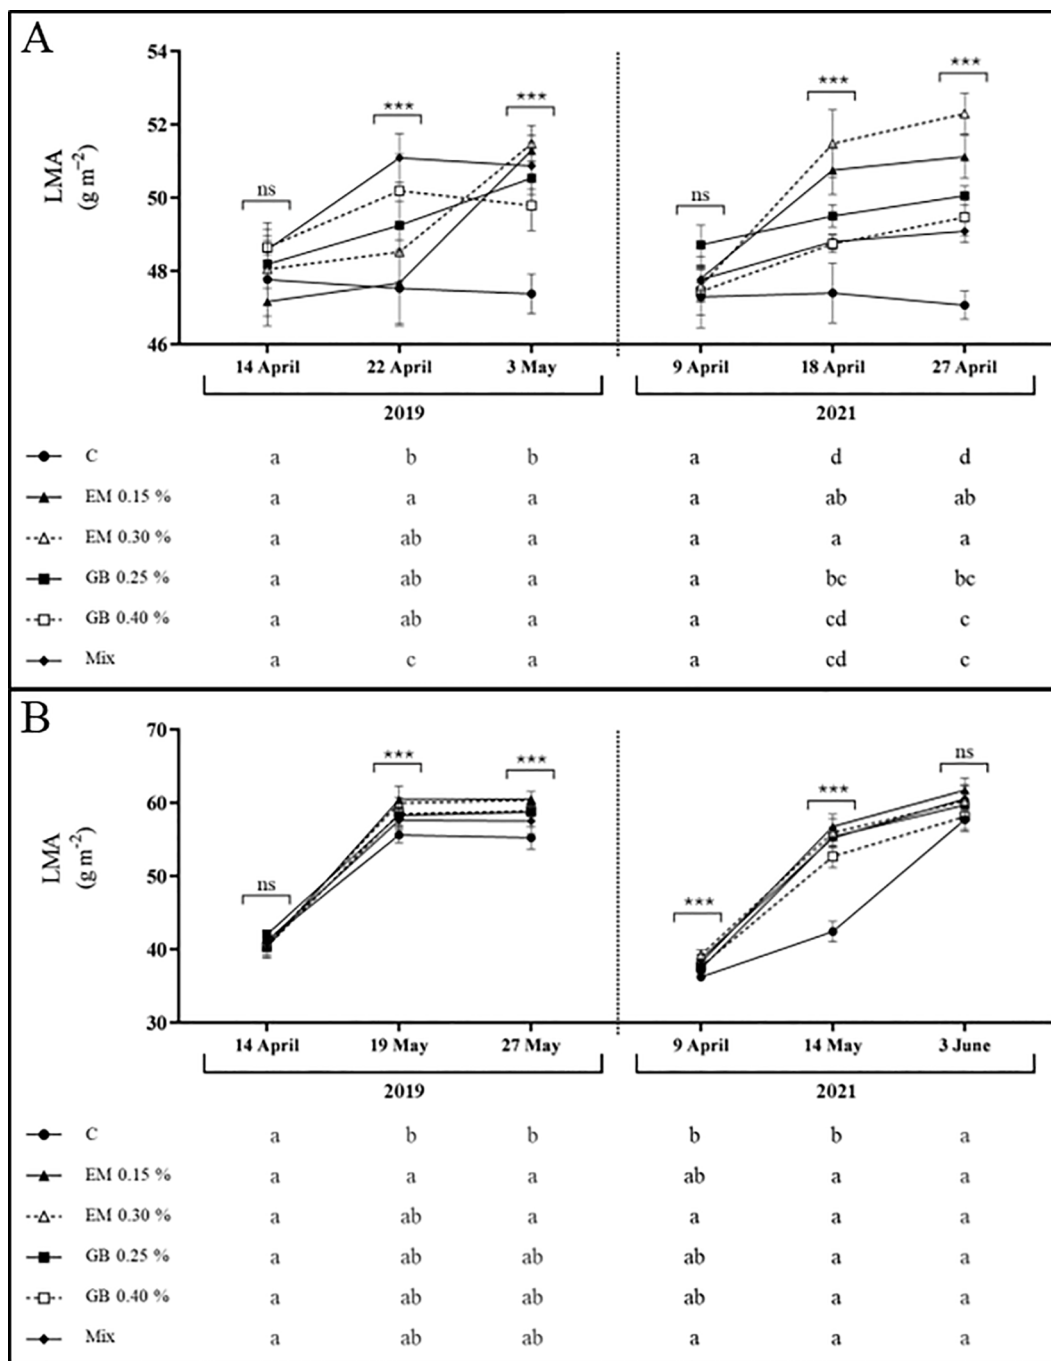 A
LMA
(g m⁻²)
54
52
50
48
46
ns
***
***
ns
***
***
14 April 22 April 3 May 9 April 18 April 27 April
2019 2021
C a b b a d d
EM 0.15 % a a a a ab ab
EM 0.30 % a ab a a a a
GB 0.25 % a ab a a bc bc
GB 0.40 % a ab a a cd c
Mix a c a a cd c
B
LMA
(g m⁻²)
70
60
50
40
30
ns
***
***
***
***
ns
14 April 19 May 27 May 9 April 14 May 3 June
2019 2021
C a b b b b a
EM 0.15 % a a a ab a a
EM 0.30 % a ab a a a a
GB 0.25 % a ab ab ab a a
GB 0.40 % a ab ab ab a a
Mix a ab ab a a a